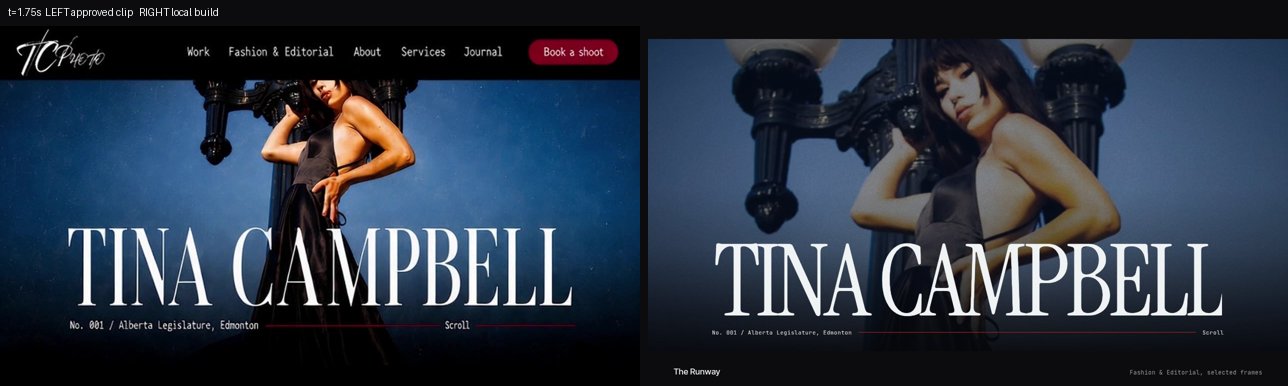 t=1.75s LEFT approved clip RIGHT local build
TCPHOTO
Work Fashion & Editorial About Services Journal Book a shoot
TINA CAMPBELL
No. 001 / Alberta Legislature, Edmonton Scroll
TINA CAMPBELL
No. 001 / Alberta Legislature, Edmonton Scroll
The Runway Fashion & Editorial, selected frames